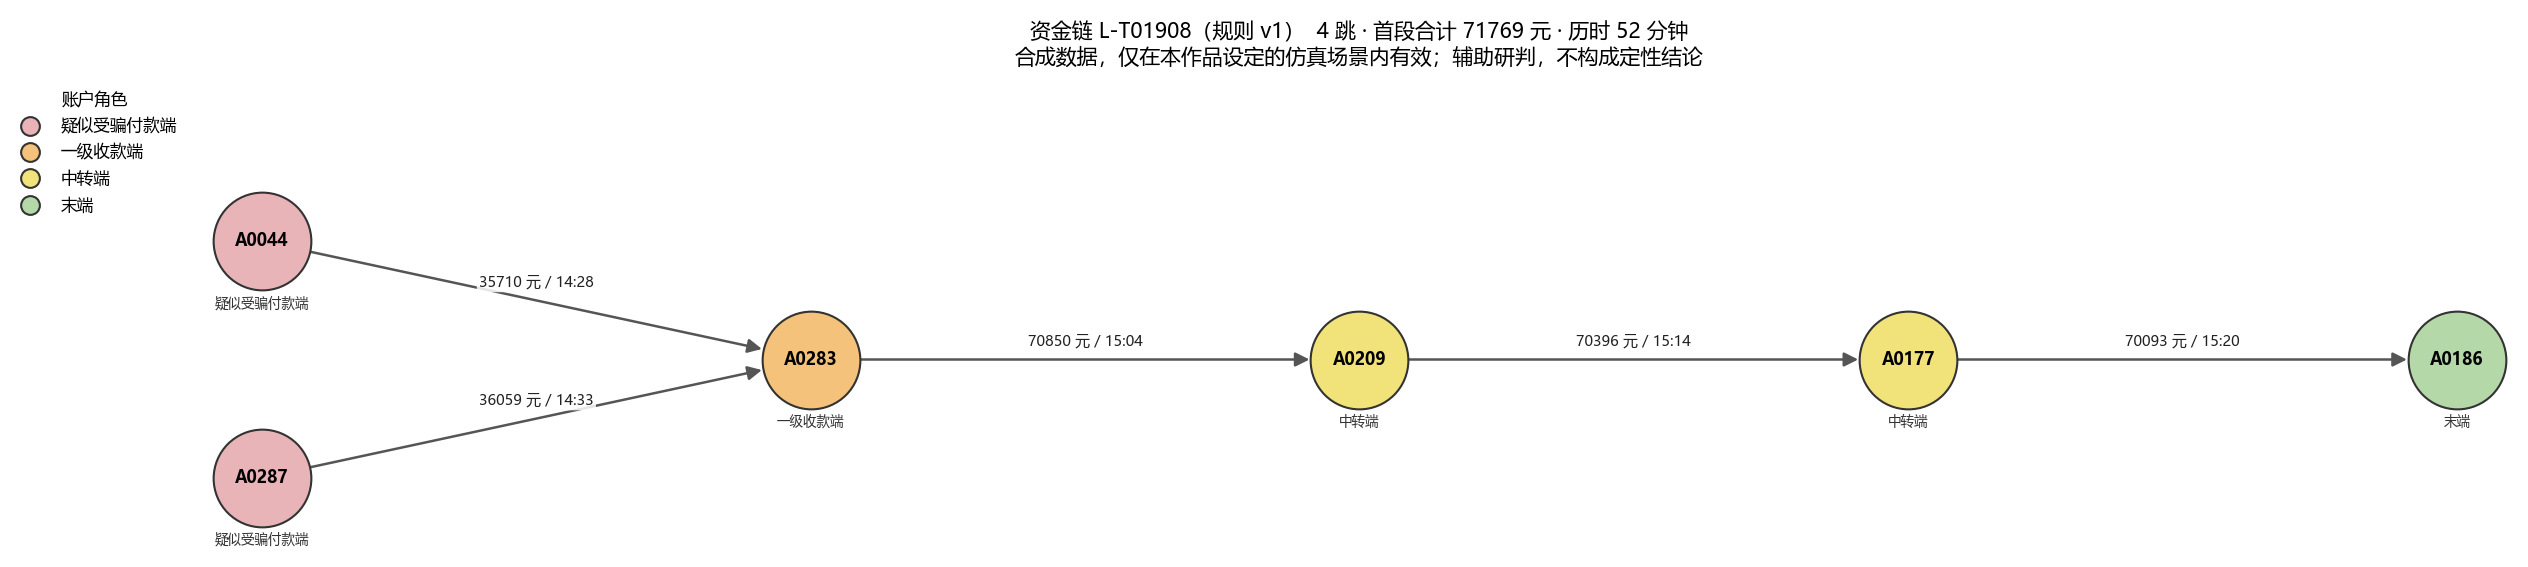 资金链 L-T01908（规则 v1） 4 跳 · 首段合计 71769 元 · 历时 52 分钟
合成数据，仅在本作品设定的仿真场景内有效；辅助研判，不构成定性结论
账户角色
疑似受骗付款端
一级收款端
中转端
末端
A0044
疑似受骗付款端
35710 元 / 14:28
A0287
疑似受骗付款端
36059 元 / 14:33
A0283
一级收款端
70850 元 / 15:04
A0209
中转端
70396 元 / 15:14
A0177
中转端
70093 元 / 15:20
A0186
末端